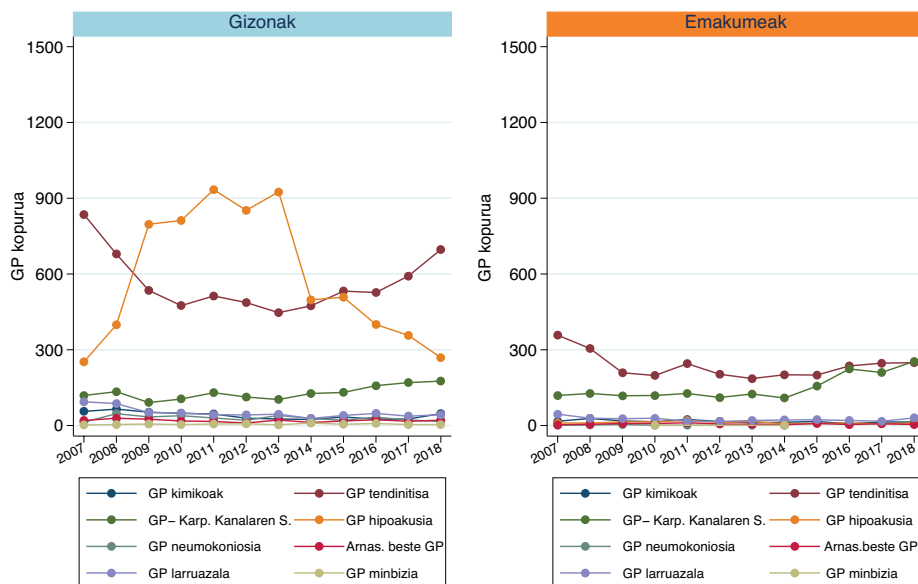 Gizonak
GP kopurua
1500
1200
900
600
300
0
2007 2008 2009 2010 2011 2012 2013 2014 2015 2016 2017 2018
GP kimikoak
GP tendinitisa
GP– Karp. Kanalaren S.
GP hipoakusia
GP neumokoniosia
Arnas. beste GP
GP larruazala
GP minbizia
Emakumeak
GP kopurua
1500
1200
900
600
300
0
2007 2008 2009 2010 2011 2012 2013 2014 2015 2016 2017 2018
GP kimikoak
GP tendinitisa
GP– Karp. Kanalaren S.
GP hipoakusia
GP neumokoniosia
Arnas.beste GP
GP larruazala
GP minbizia